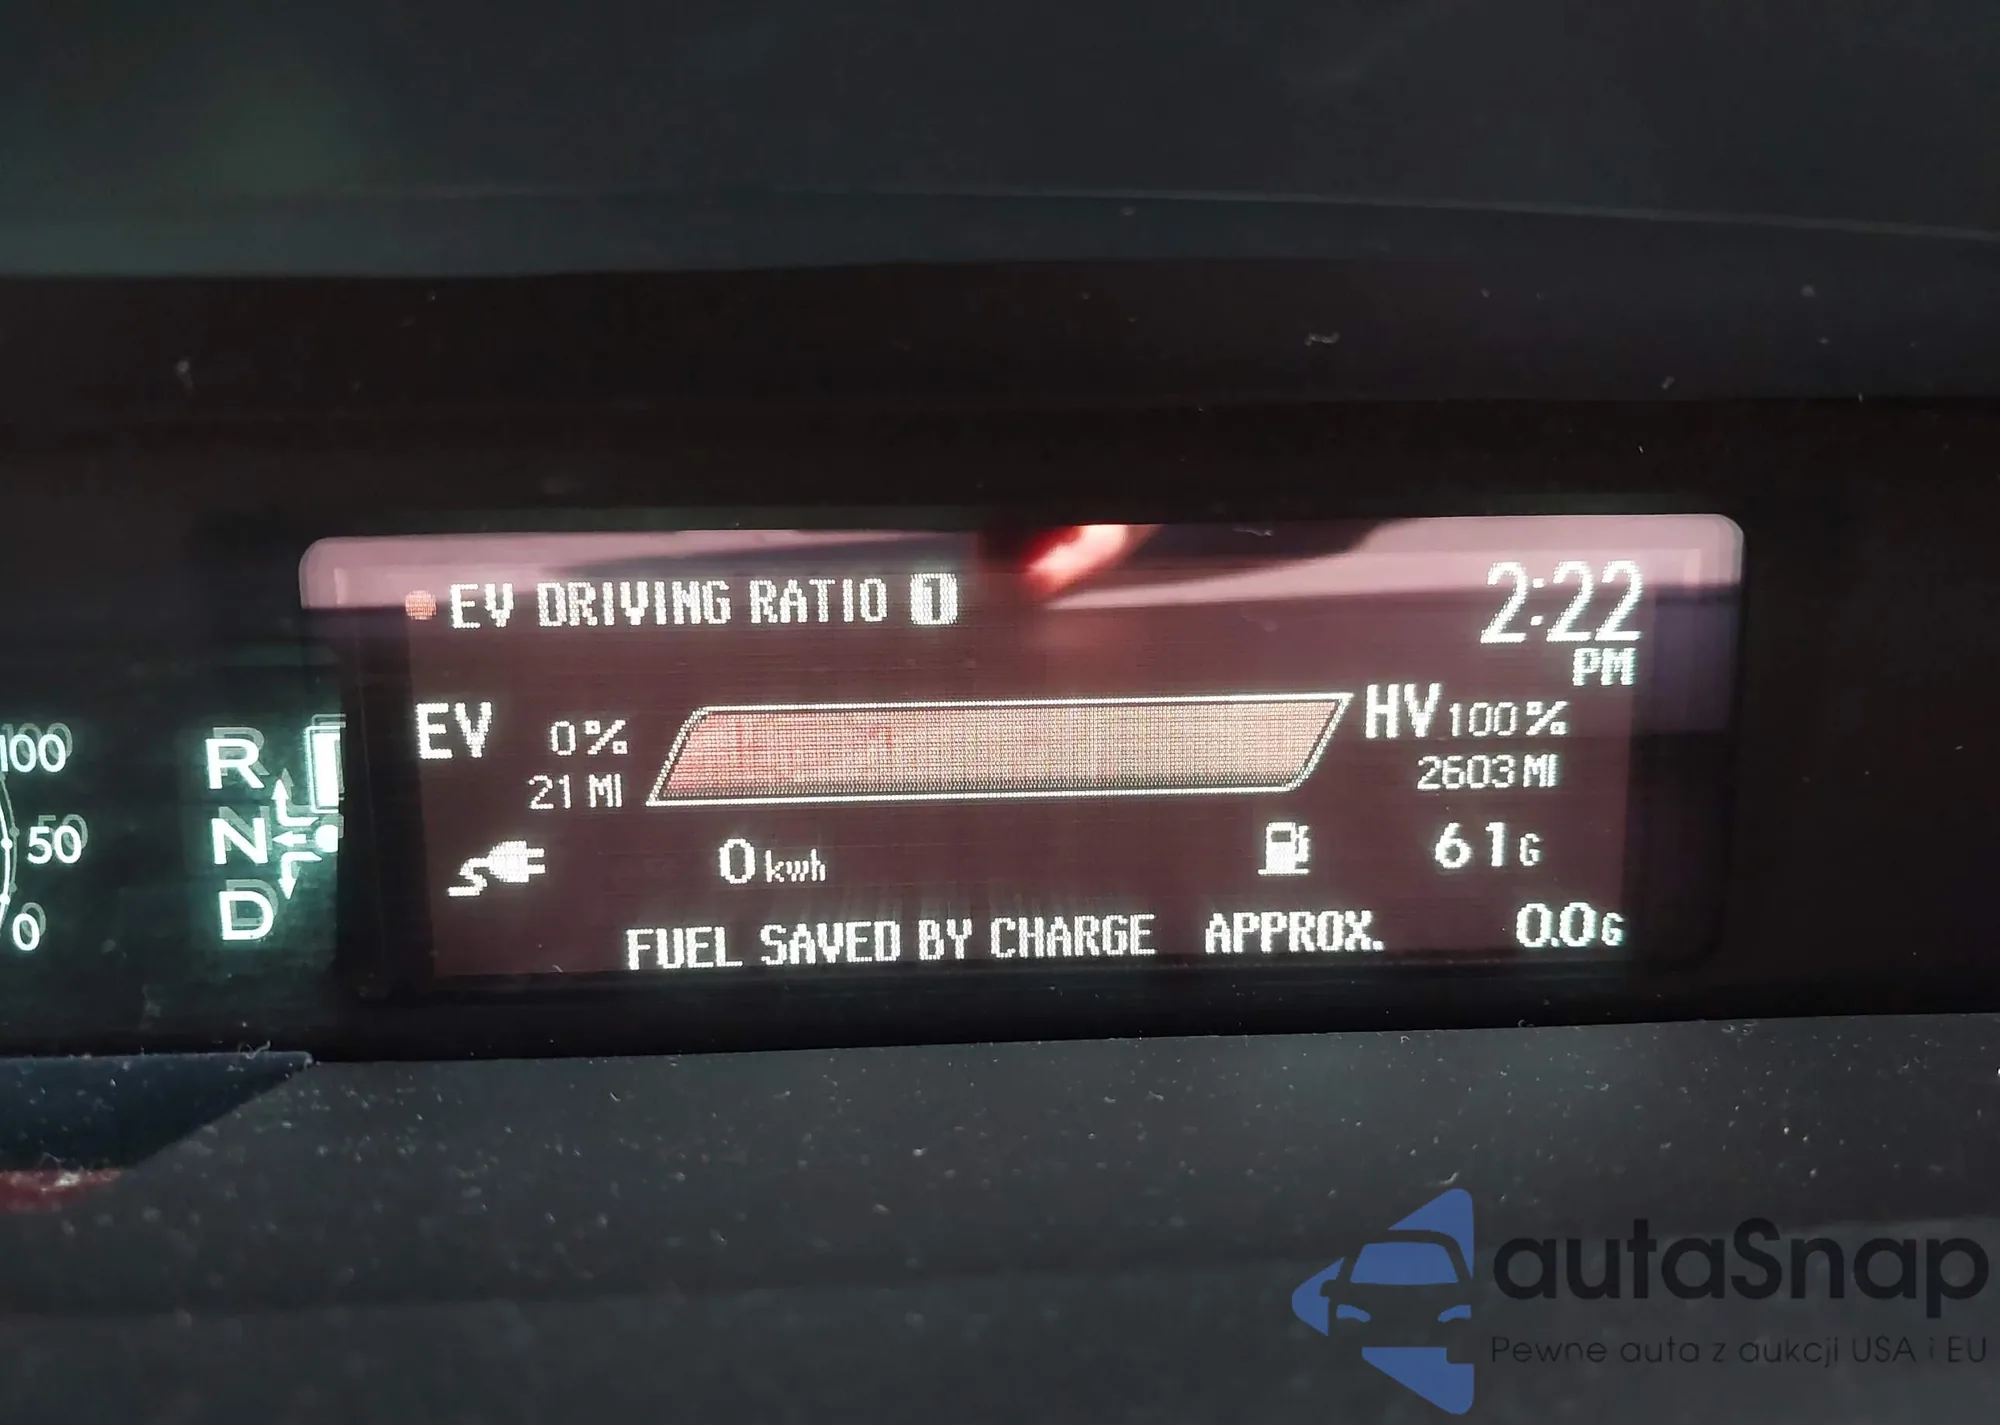 EV DRIVING RATIO 1
2:22
PM
EV 0% HV 100%
21 MI 2603 MI
0 kwh 61 G
FUEL SAVED BY CHARGE APPROX. 0.0 G
100
50
0
R
N
D
autaSnap
Pewne auta z aukcji USA i EU